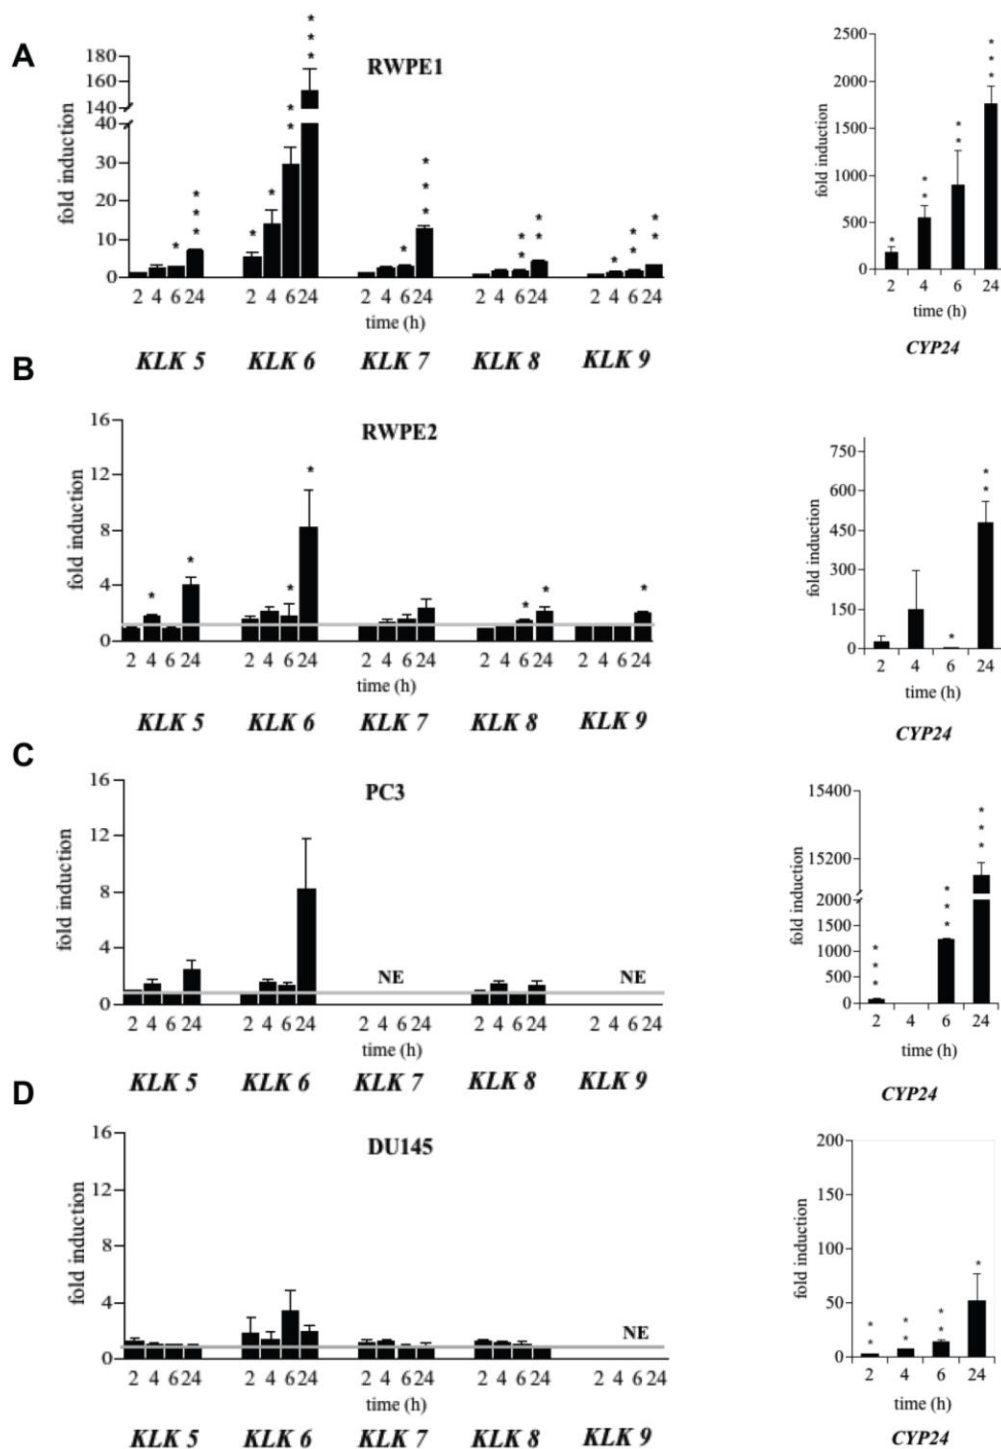 A
RWPE1
fold induction
180
160
140
40
30
20
10
0
* * * * * * * * * * * * * * * * * * * * * * *
2 4 6 24 2 4 6 24 2 4 6 24 2 4 6 24 2 4 6 24
time (h)
KLK 5 KLK 6 KLK 7 KLK 8 KLK 9
fold induction
2500
2000
1500
1000
500
0
* * * * * * * *
2 4 6 24
time (h)
CYP24
B
RWPE2
fold induction
16
12
8
4
0
* * * * * * *
2 4 6 24 2 4 6 24 2 4 6 24 2 4 6 24 2 4 6 24
time (h)
KLK 5 KLK 6 KLK 7 KLK 8 KLK 9
fold induction
750
600
450
300
150
0
* * *
2 4 6 24
time (h)
CYP24
C
PC3
fold induction
16
12
8
4
0
NE NE
2 4 6 24 2 4 6 24 2 4 6 24 2 4 6 24 2 4 6 24
time (h)
KLK 5 KLK 6 KLK 7 KLK 8 KLK 9
fold induction
15400
15200
2000
1500
1000
500
0
* * * * * * * * *
2 4 6 24
time (h)
CYP24
D
DU145
fold induction
16
12
8
4
0
NE
2 4 6 24 2 4 6 24 2 4 6 24 2 4 6 24 2 4 6 24
time (h)
KLK 5 KLK 6 KLK 7 KLK 8 KLK 9
fold induction
200
150
100
50
0
* * * * * * *
2 4 6 24
time (h)
CYP24